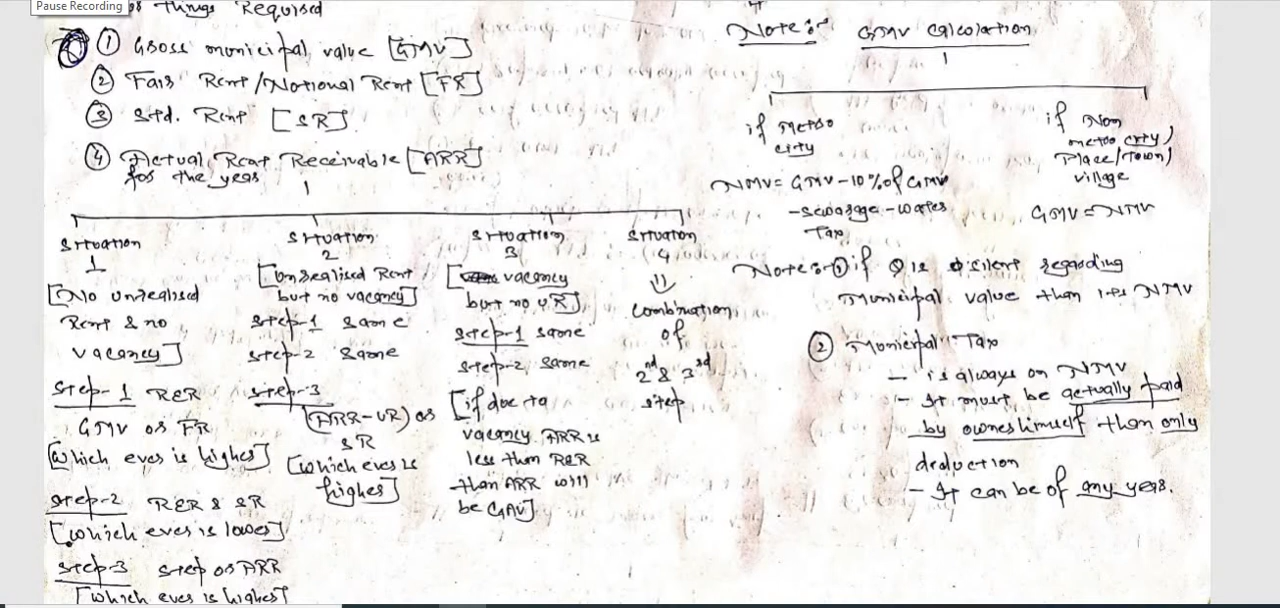 Pause Recording
Things Required
① Gross municipal value [GMV]
② Fair Rent/Notional Rent [FR]
③ Std. Rent [SR]
④ Actual Rent Receivable [ARR]
for the year
Situation
1
[No unrealised
Rent & no
vacancy]
Step-1 RER
GMV or FR
[Which ever is higher]
Step-2 RER & SR
[Which ever is lower]
Step-3 Step or ARR
[Which ever is higher]
Situation
2
[Unrealised Rent
but no vacancy]
Step-1 Same
Step-2 Same
Step-3
(ARR-UR) or
SR
[Which ever is
higher]
Situation
3
[vacancy
but no U.R]
Step-1 Same
Step-2 Same
[if due to
vacancy ARR is
less than RER
than ARR will
be GAV]
Situation
4
⇓
Combination
of
2nd & 3rd
Step
Note:- GMV Calculation
if Metro
city
NMV = GMV - 10% of GMV
- Sewarage - water
Tax
if Non
metro city/
Place/Town/
village
GMV = NMV
Note:- ① if Q is silent regarding
Municipal value than its NMV
② Municipal Tax
- is always on NMV
- It must be actually paid
by owner himself than only
deduction
- It can be of any year.